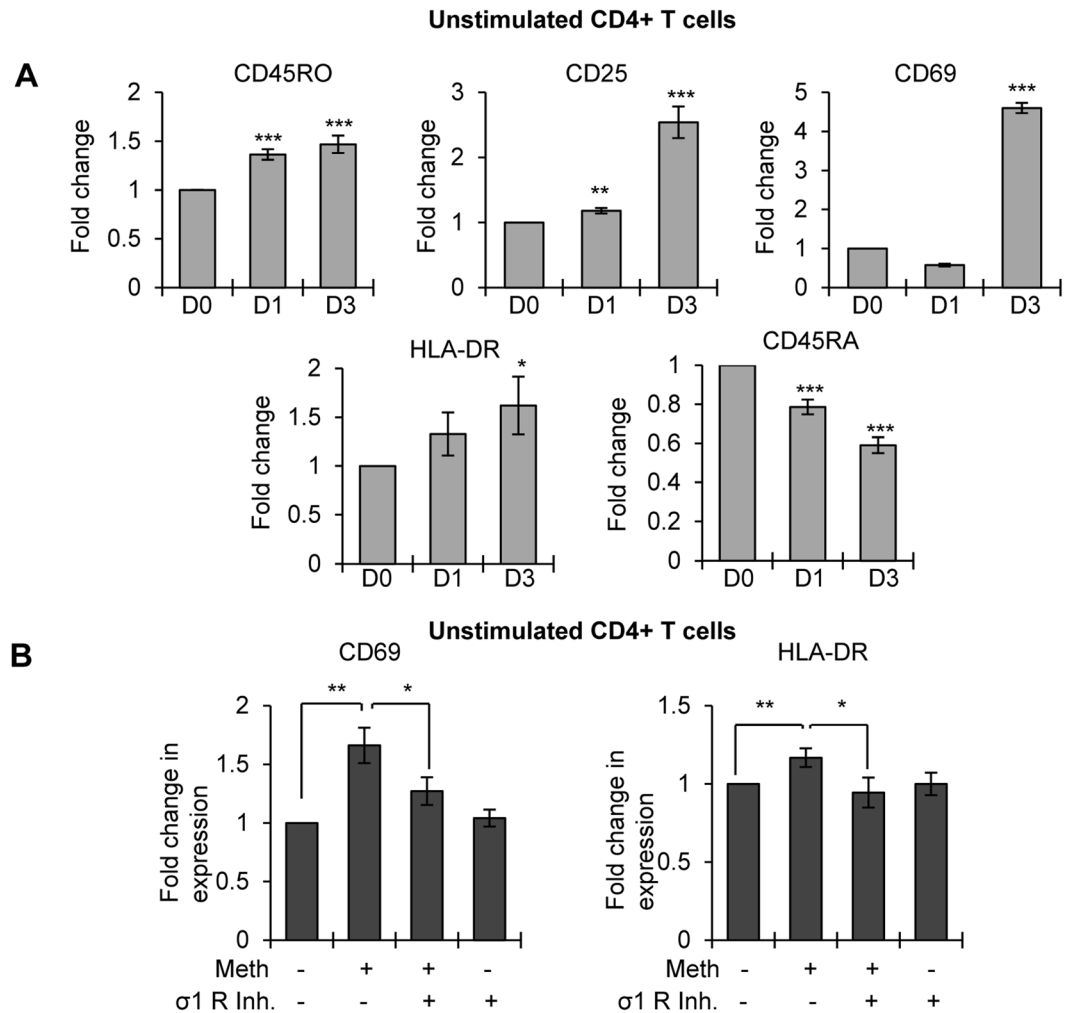 Unstimulated CD4+ T cells
A
CD45RO
Fold change
2
1.5
1
0.5
0
***
***
D0 D1 D3
CD25
Fold change
3
2
1
0
**
***
D0 D1 D3
CD69
Fold change
5
4
3
2
1
0
***
D0 D1 D3
HLA-DR
Fold change
2
1.5
1
0.5
0
*
D0 D1 D3
CD45RA
Fold change
1
0.8
0.6
0.4
0.2
0
***
***
D0 D1 D3
Unstimulated CD4+ T cells
B
CD69
Fold change in
expression
2
1.5
1
0.5
0
** *
Meth - + + -
σ1 R Inh. - - + +
HLA-DR
Fold change in
expression
1.5
1
0.5
0
** *
Meth - + + -
σ1 R Inh. - - + +